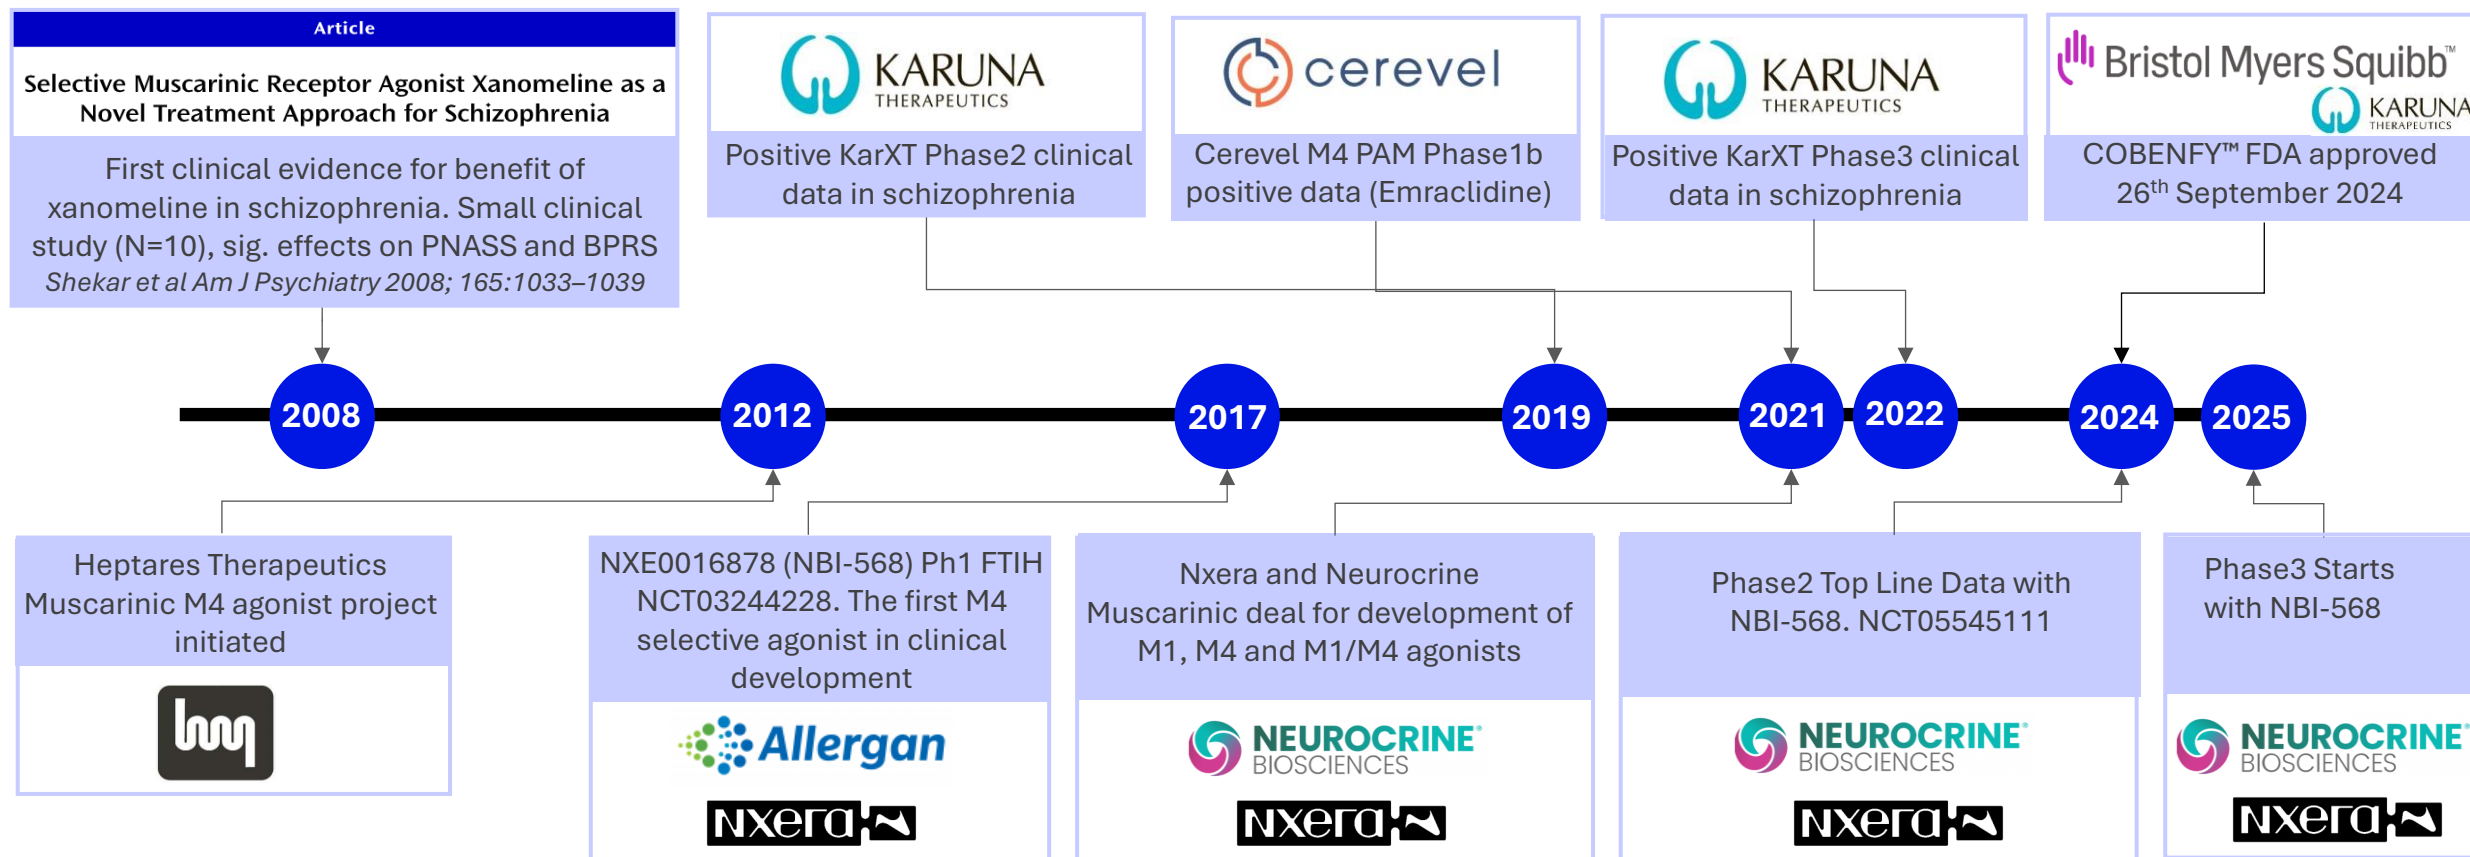 Article
Selective Muscarinic Receptor Agonist Xanomeline as a
Novel Treatment Approach for Schizophrenia
First clinical evidence for benefit of
xanomeline in schizophrenia. Small clinical
study (N=10), sig. effects on PNASS and BPRS
Shekar et al Am J Psychiatry 2008; 165:1033–1039
KARUNA
THERAPEUTICS
Positive KarXT Phase2 clinical
data in schizophrenia
cerevel
Cerevel M4 PAM Phase1b
positive data (Emraclidine)
KARUNA
THERAPEUTICS
Positive KarXT Phase3 clinical
data in schizophrenia
Bristol Myers Squibb™
KARUNA
THERAPEUTICS
COBENFY™ FDA approved
26th September 2024
2008
2012
2017
2019
2021
2022
2024
2025
Heptares Therapeutics
Muscarinic M4 agonist project
initiated
NXE0016878 (NBI-568) Ph1 FTIH
NCT03244228. The first M4
selective agonist in clinical
development
Allergan
Nxera
Nxera and Neurocrine
Muscarinic deal for development of
M1, M4 and M1/M4 agonists
NEUROCRINE®
BIOSCIENCES
Nxera
Phase2 Top Line Data with
NBI-568. NCT05545111
NEUROCRINE®
BIOSCIENCES
Nxera
Phase3 Starts
with NBI-568
NEUROCRINE®
BIOSCIENCES
Nxera